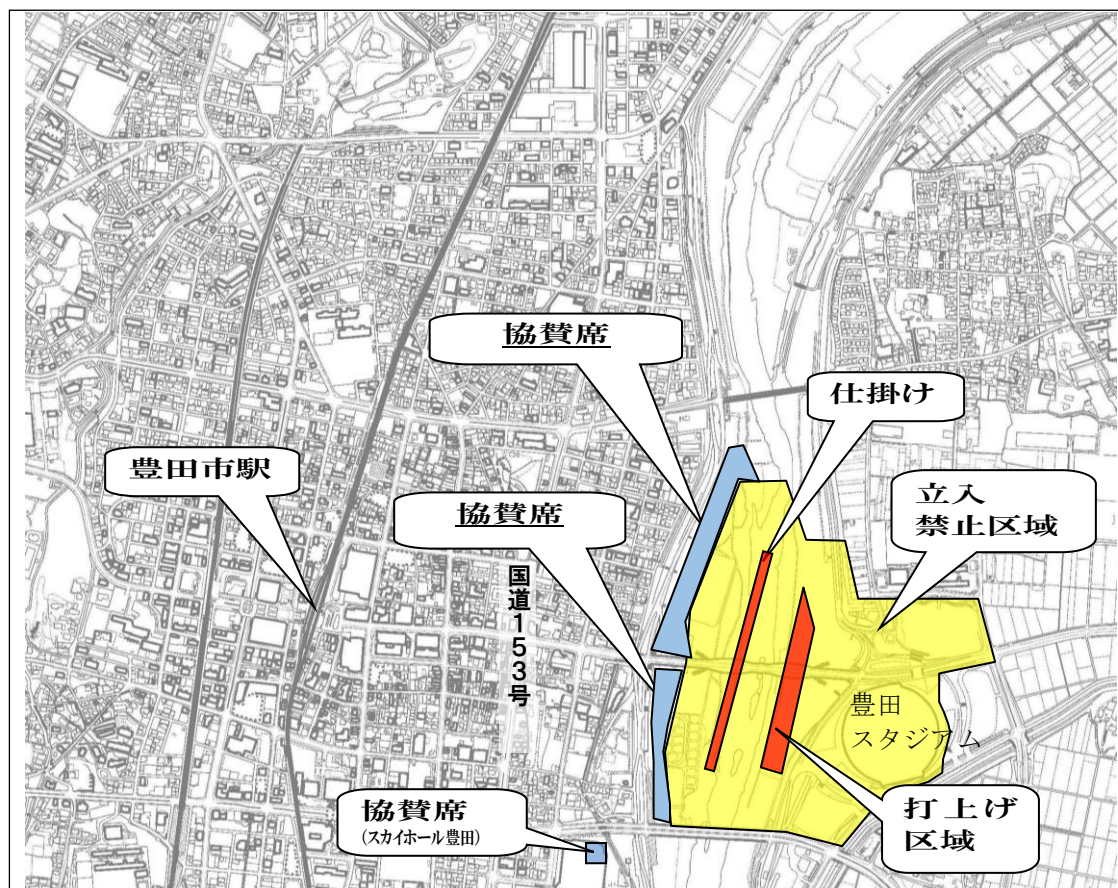 協賛席
仕掛け
豊田市駅
協賛席
立入
禁止区域
国道153号
豊田
スタジアム
協賛席
(スカイホール豊田)
打上げ
区域